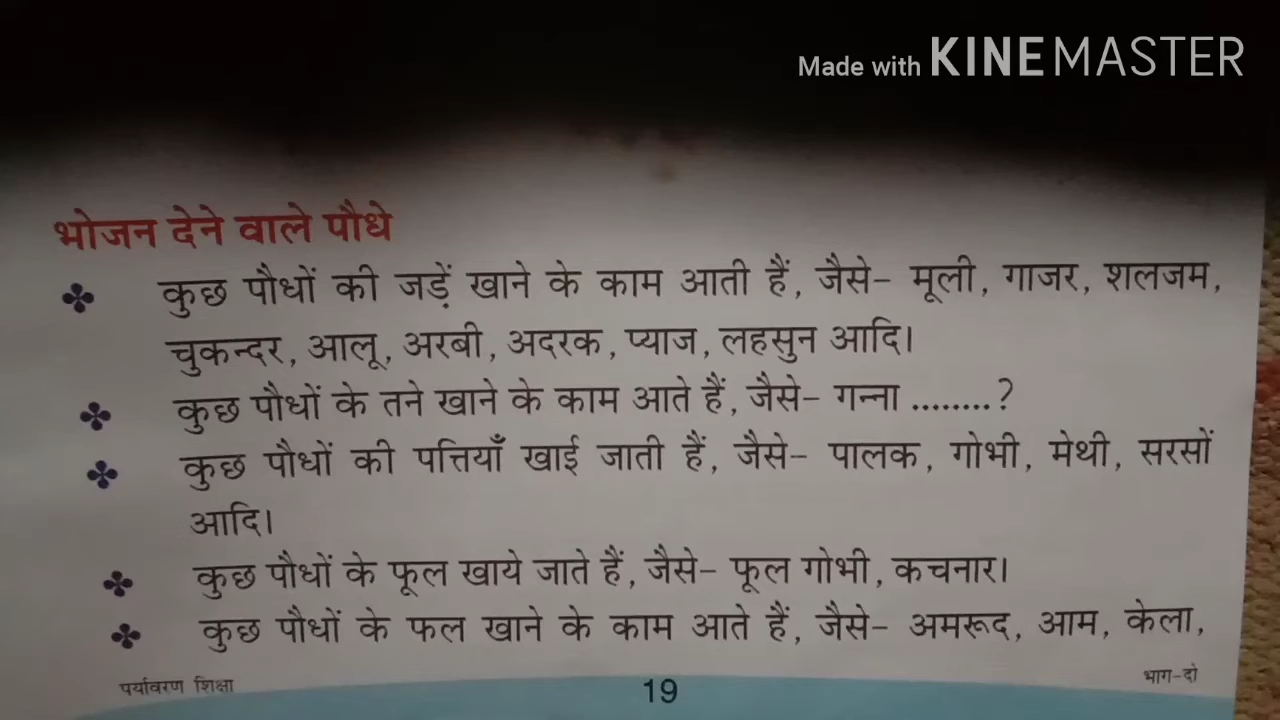 Made with KINEMASTER
भोजन देने वाले पौधे
कुछ पौधों की जड़ें खाने के काम आती हैं, जैसे- मूली, गाजर, शलजम,
चुकन्दर, आलू, अरबी, अदरक, प्याज, लहसुन आदि।
कुछ पौधों के तने खाने के काम आते हैं, जैसे- गन्ना ........?
कुछ पौधों की पत्तियाँ खाई जाती हैं, जैसे- पालक, गोभी, मेथी, सरसों
आदि।
कुछ पौधों के फूल खाये जाते हैं, जैसे- फूल गोभी, कचनार।
कुछ पौधों के फल खाने के काम आते हैं, जैसे- अमरूद, आम, केला,
पर्यावरण शिक्षा 19 भाग-दो